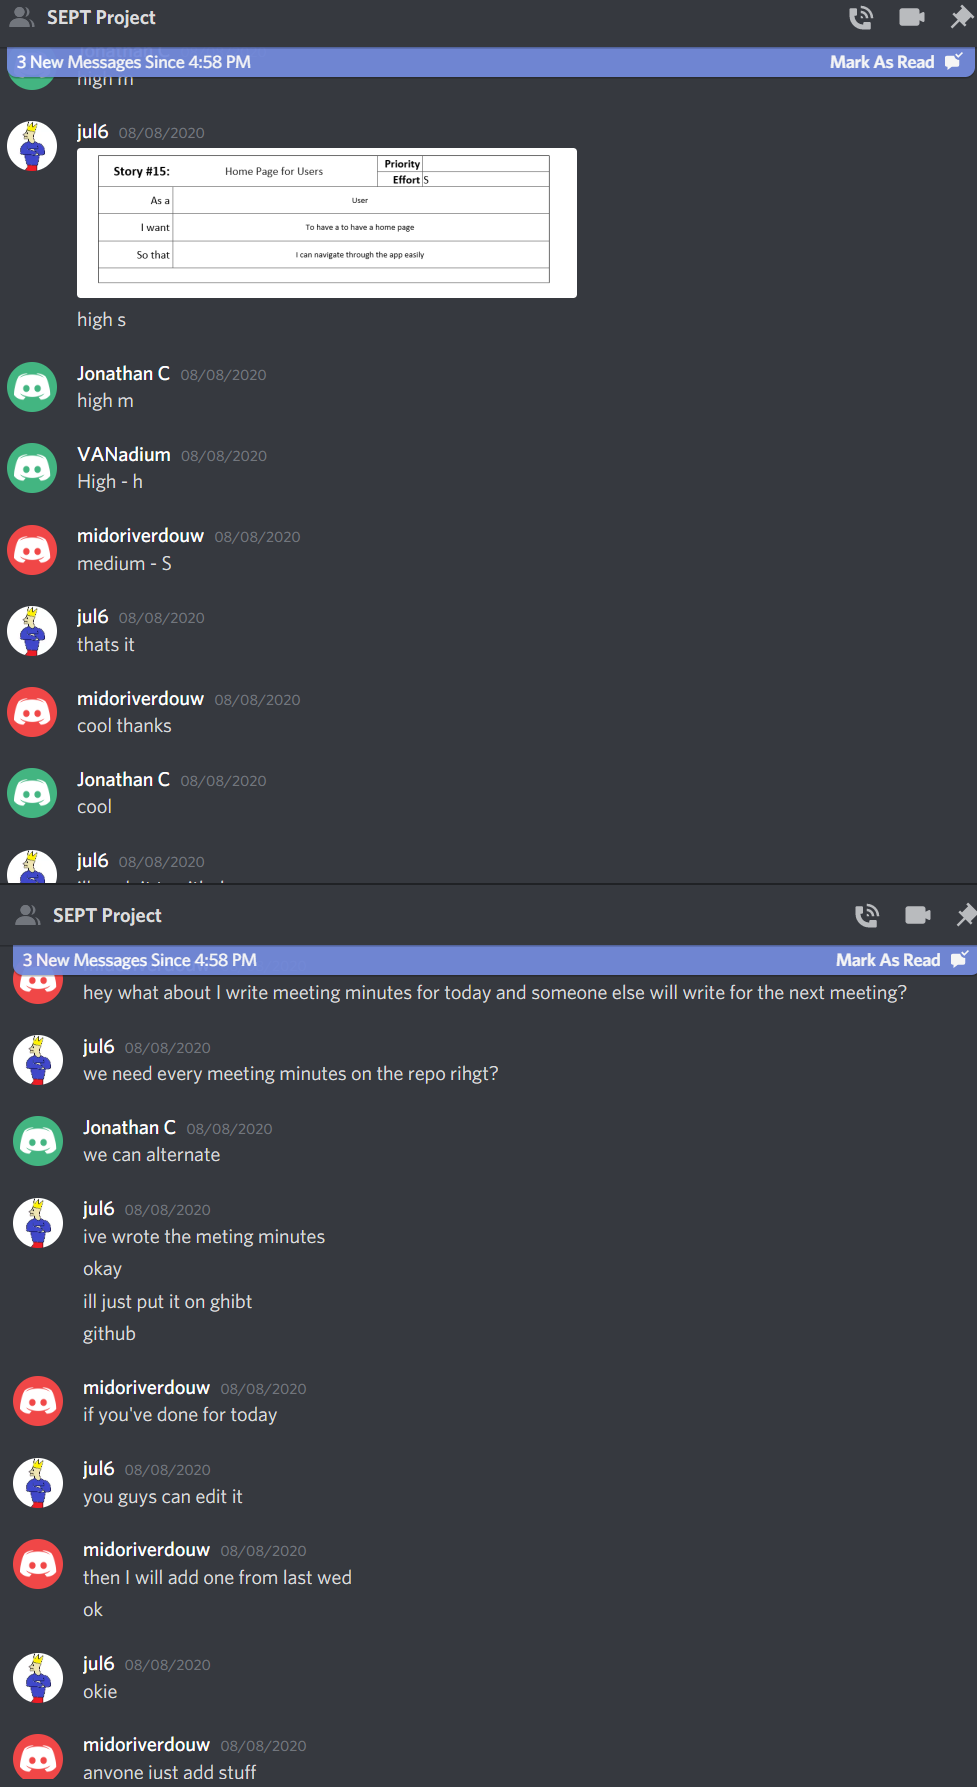 SEPT Project
3 New Messages Since 4:58 PM Mark As Read
high m
jul6 08/08/2020
Story #15: Home Page for Users Priority
Effort S
As a User
I want To have a to have a home page
So that I can navigate through the app easily
high s
Jonathan C 08/08/2020
high m
VANadium 08/08/2020
High - h
midoriverdouw 08/08/2020
medium - S
jul6 08/08/2020
thats it
midoriverdouw 08/08/2020
cool thanks
Jonathan C 08/08/2020
cool
jul6 08/08/2020
SEPT Project
3 New Messages Since 4:58 PM Mark As Read
hey what about I write meeting minutes for today and someone else will write for the next meeting?
jul6 08/08/2020
we need every meeting minutes on the repo rihgt?
Jonathan C 08/08/2020
we can alternate
jul6 08/08/2020
ive wrote the meting minutes
okay
ill just put it on ghibt
github
midoriverdouw 08/08/2020
if you've done for today
jul6 08/08/2020
you guys can edit it
midoriverdouw 08/08/2020
then I will add one from last wed
ok
jul6 08/08/2020
okie
midoriverdouw 08/08/2020
anyone just add stuff